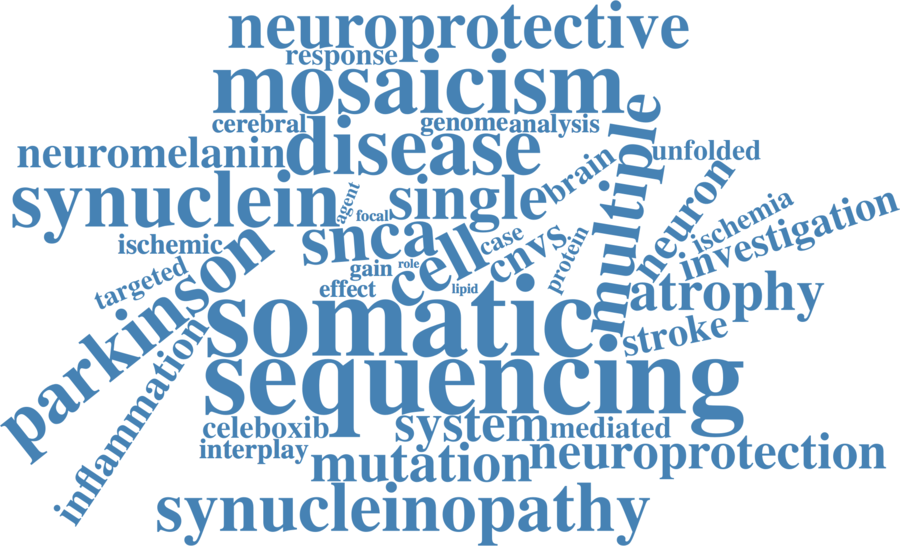 neuroprotective
response
mosaicism
cerebral
genome
analysis
disease
multiple
neuromelanin
unfolded
brain
synuclein
single
agent
focal
neuron
ischemia
investigation
ischemic
snca
cell
case
cnvs
protein
parkinson
targeted
gain
role
effect
lipid
atrophy
somatic
stroke
inflammation
sequencing
celeboxib
system
mediated
interplay
mutation
neuroprotection
synucleinopathy